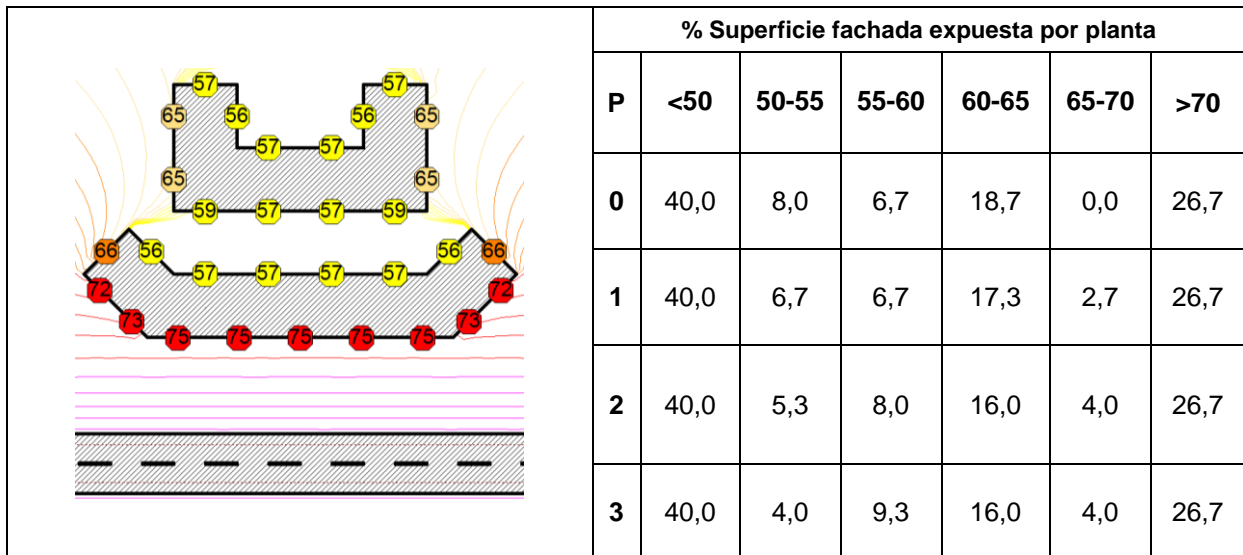 % Superficie fachada expuesta por planta
P <50 50-55 55-60 60-65 65-70 >70
0 40,0 8,0 6,7 18,7 0,0 26,7
1 40,0 6,7 6,7 17,3 2,7 26,7
2 40,0 5,3 8,0 16,0 4,0 26,7
3 40,0 4,0 9,3 16,0 4,0 26,7
57 57
65 56 56 65
57 57
65 65
59 57 57 59
66 56 56 66
57 57 57 57
72 72
73 73
75 75 75 75 75